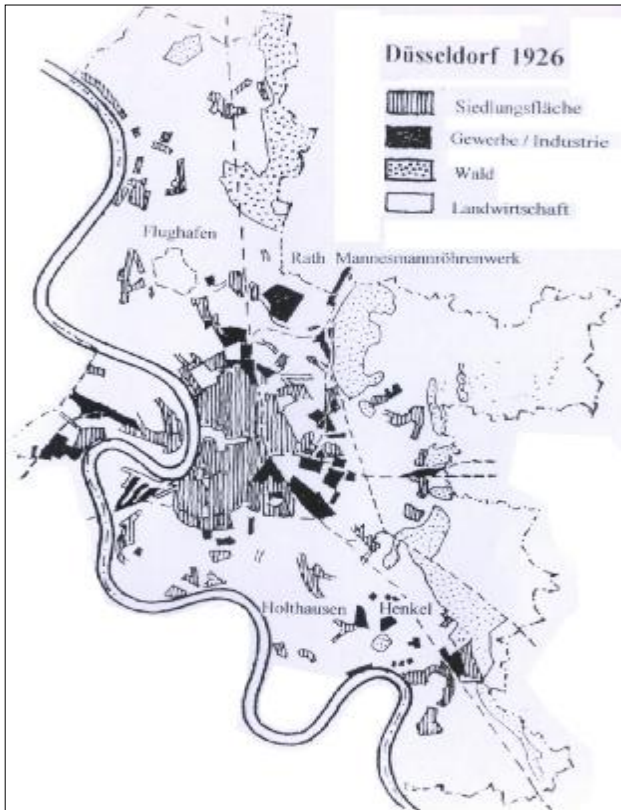 Düsseldorf 1926
Siedlungsfläche
Gewerbe / Industrie
Wald
Landwirtschaft
Flughafen
Rath Mannesmannröhrenwerk
Holthausen Henkel